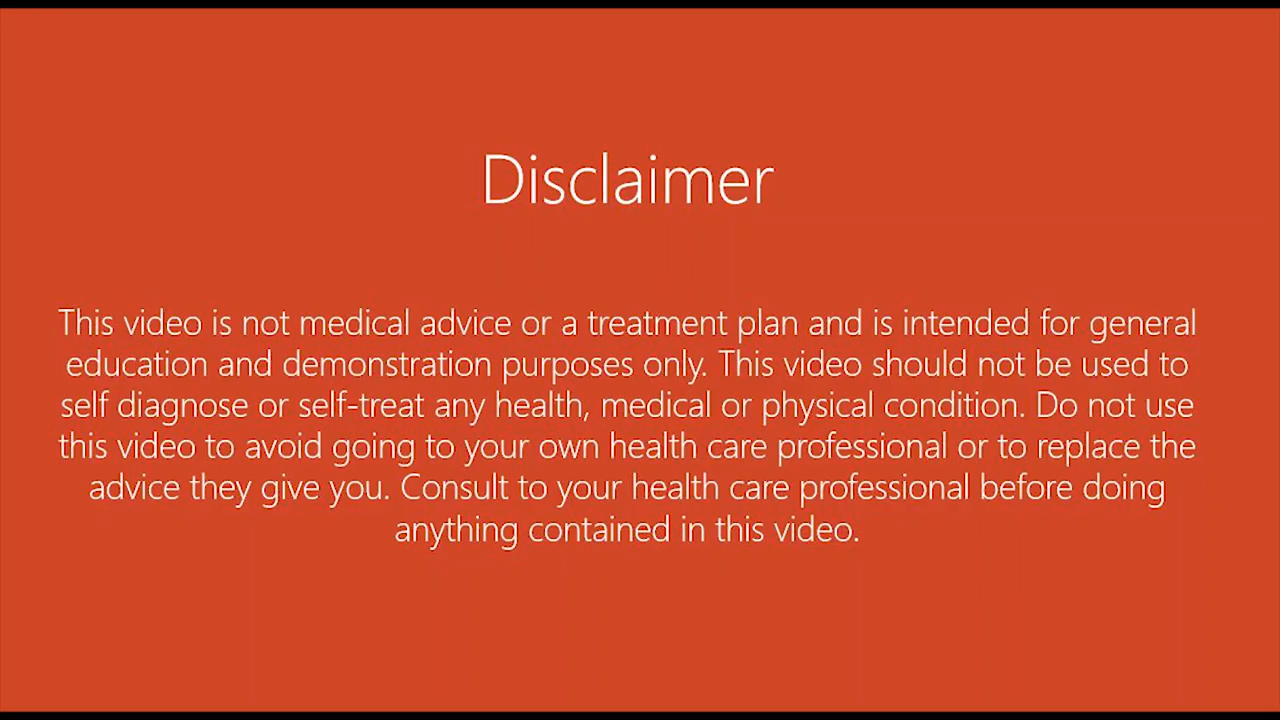 Disclaimer
This video is not medical advice or a treatment plan and is intended for general
education and demonstration purposes only. This video should not be used to
self diagnose or self-treat any health, medical or physical condition. Do not use
this video to avoid going to your own health care professional or to replace the
advice they give you. Consult to your health care professional before doing
anything contained in this video.